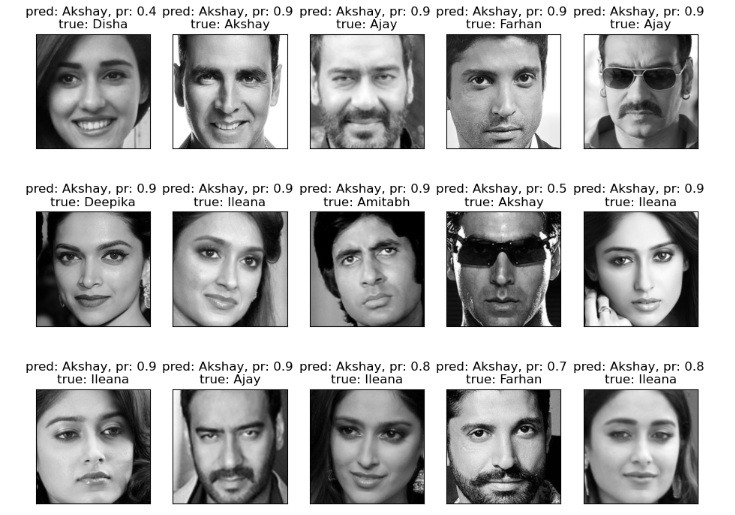 pred: Akshay, pr: 0.4 pred: Akshay, pr: 0.9 pred: Akshay, pr: 0.9 pred: Akshay, pr: 0.9 pred: Akshay, pr: 0.9
true: Disha true: Akshay true: Ajay true: Farhan true: Ajay
pred: Akshay, pr: 0.9 pred: Akshay, pr: 0.9 pred: Akshay, pr: 0.9 pred: Akshay, pr: 0.5 pred: Akshay, pr: 0.9
true: Deepika true: Ileana true: Amitabh true: Akshay true: Ileana
pred: Akshay, pr: 0.9 pred: Akshay, pr: 0.9 pred: Akshay, pr: 0.8 pred: Akshay, pr: 0.7 pred: Akshay, pr: 0.8
true: Ileana true: Ajay true: Ileana true: Farhan true: Ileana